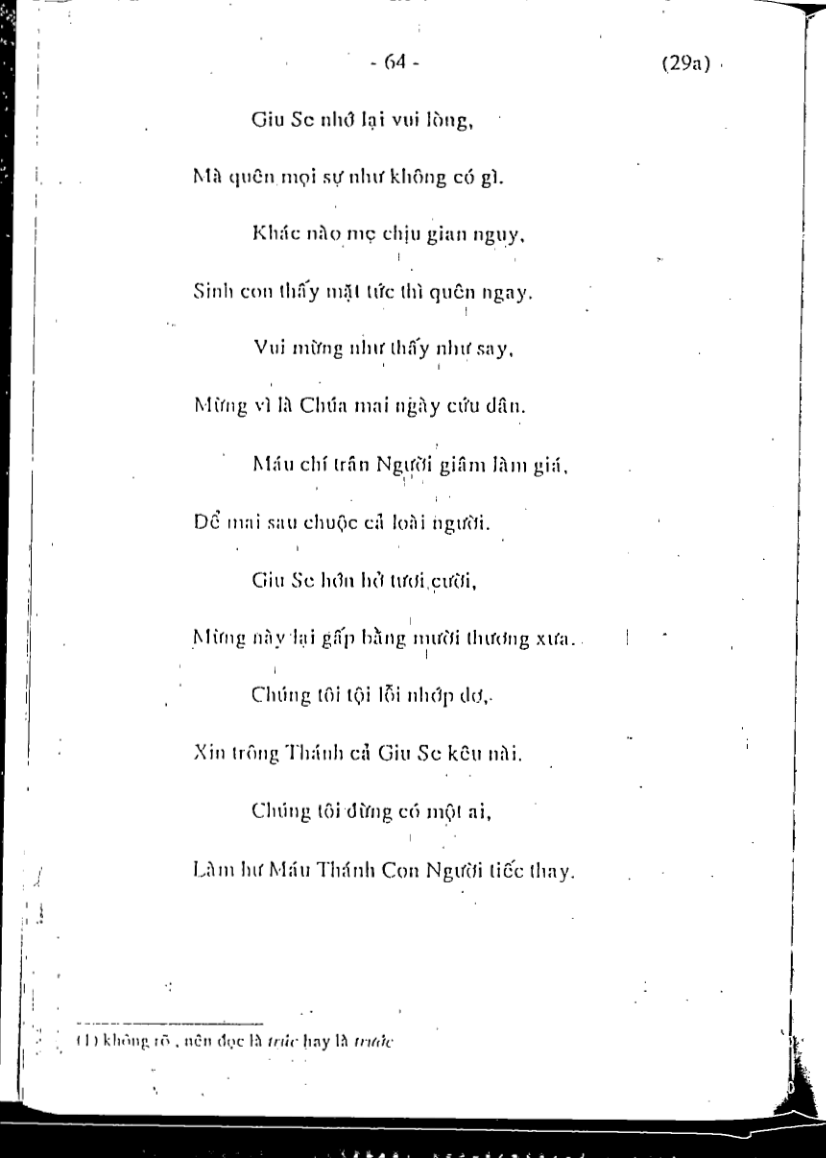 - 64 - (29a)
Giu Se nhớ lại vui lòng,
Mà quên mọi sự như không có gì.
Khác nào mẹ chịu gian nguy,
Sinh con thấy mặt tức thì quên ngay.
Vui mừng như thấy như say,
Mừng vì là Chúa mai ngày cứu dân.
Máu chí trân Người giâm làm giá,
Để mai sau chuộc cả loài người.
Giu Se hớn hở tươi cười,
Mừng này lại gấp bằng mười thương xưa.
Chúng tôi tội lỗi nhớp dơ,
Xin trông Thánh cả Giu Se kêu nài.
Chúng tôi đừng có một ai,
Làm hư Máu Thánh Con Người tiếc thay.
(1) không rõ , nên đọc là trúc hay là trước